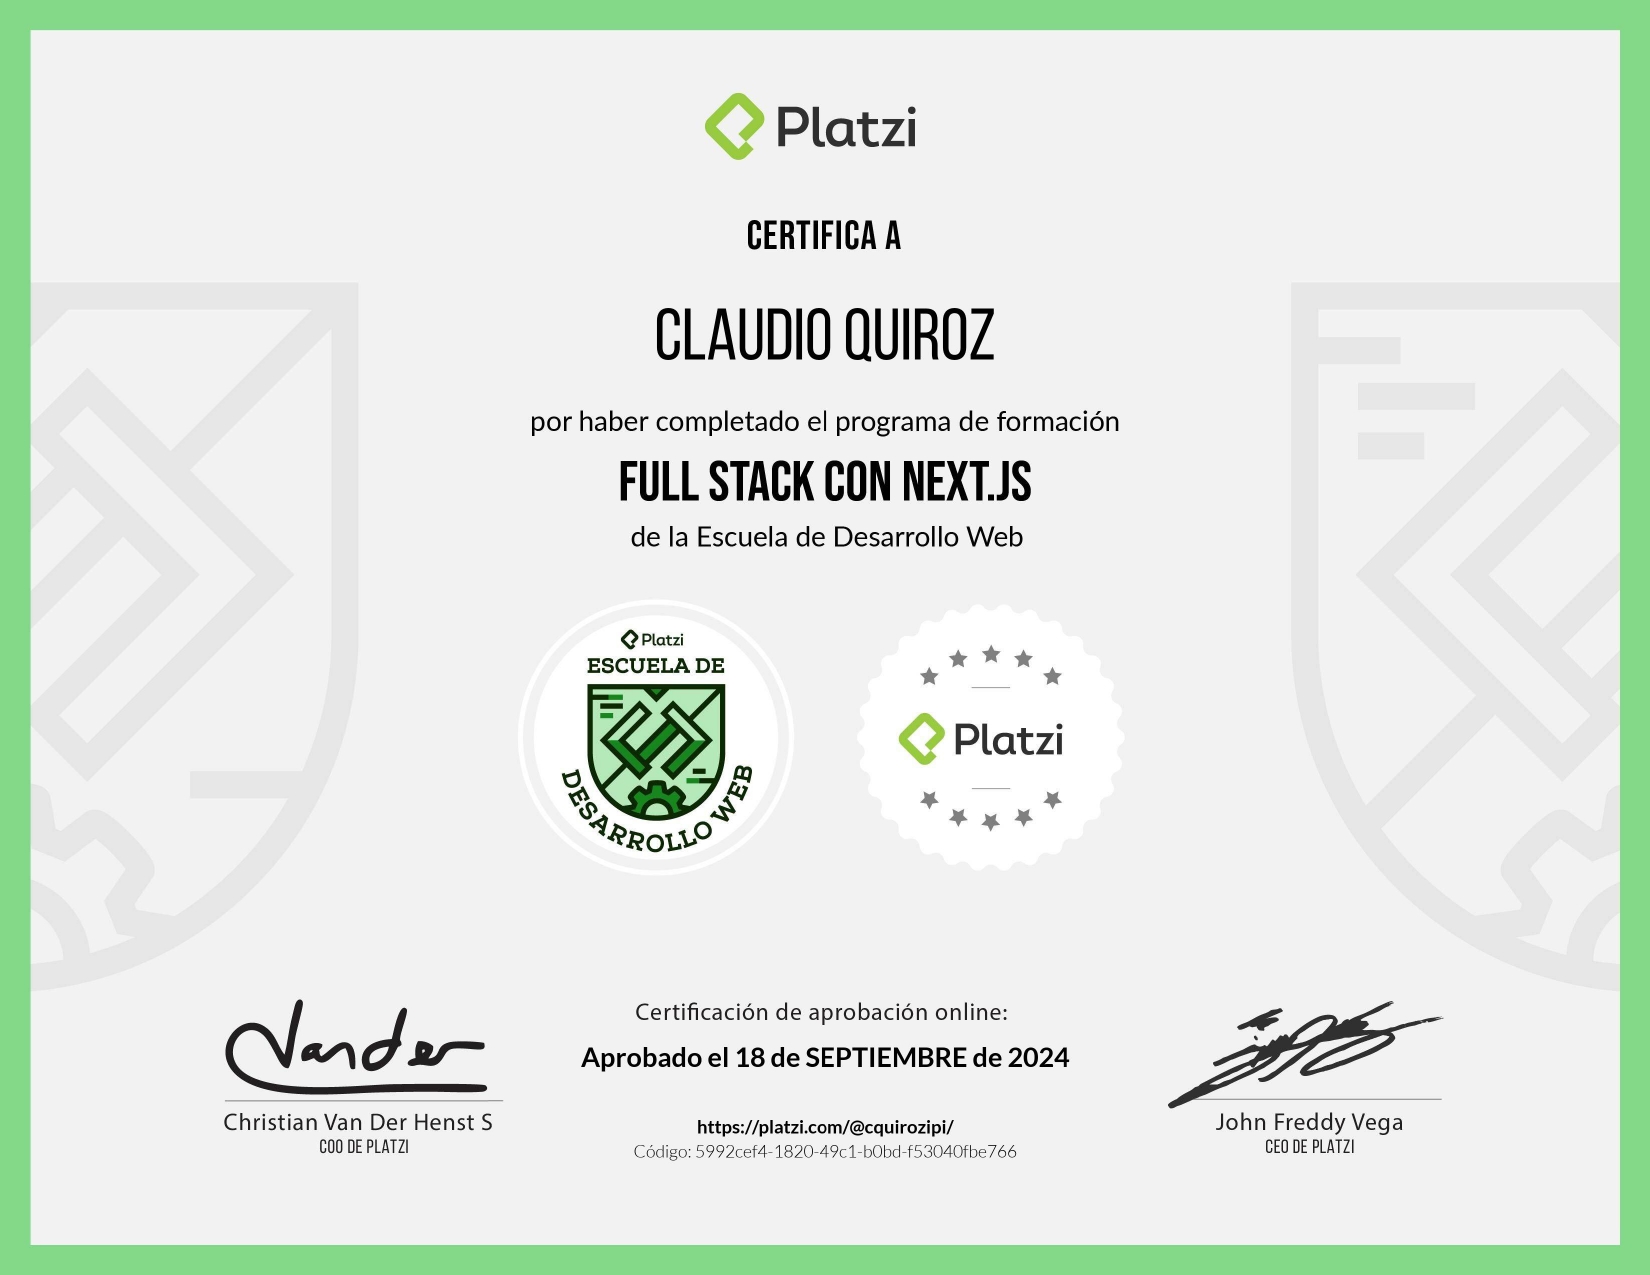 Platzi
CERTIFICA A
CLAUDIO QUIROZ
por haber completado el programa de formación
FULL STACK CON NEXT.JS
de la Escuela de Desarrollo Web
Platzi
ESCUELA DE
DESARROLLO WEB
Platzi
Vander
Certificación de aprobación online:
Aprobado el 18 de SEPTIEMBRE de 2024
Christian Van Der Henst S
COO DE PLATZI
https://platzi.com/@cquirozipi/
Código: 5992cef4-1820-49c1-b0bd-f53040fbe766
John Freddy Vega
CEO DE PLATZI